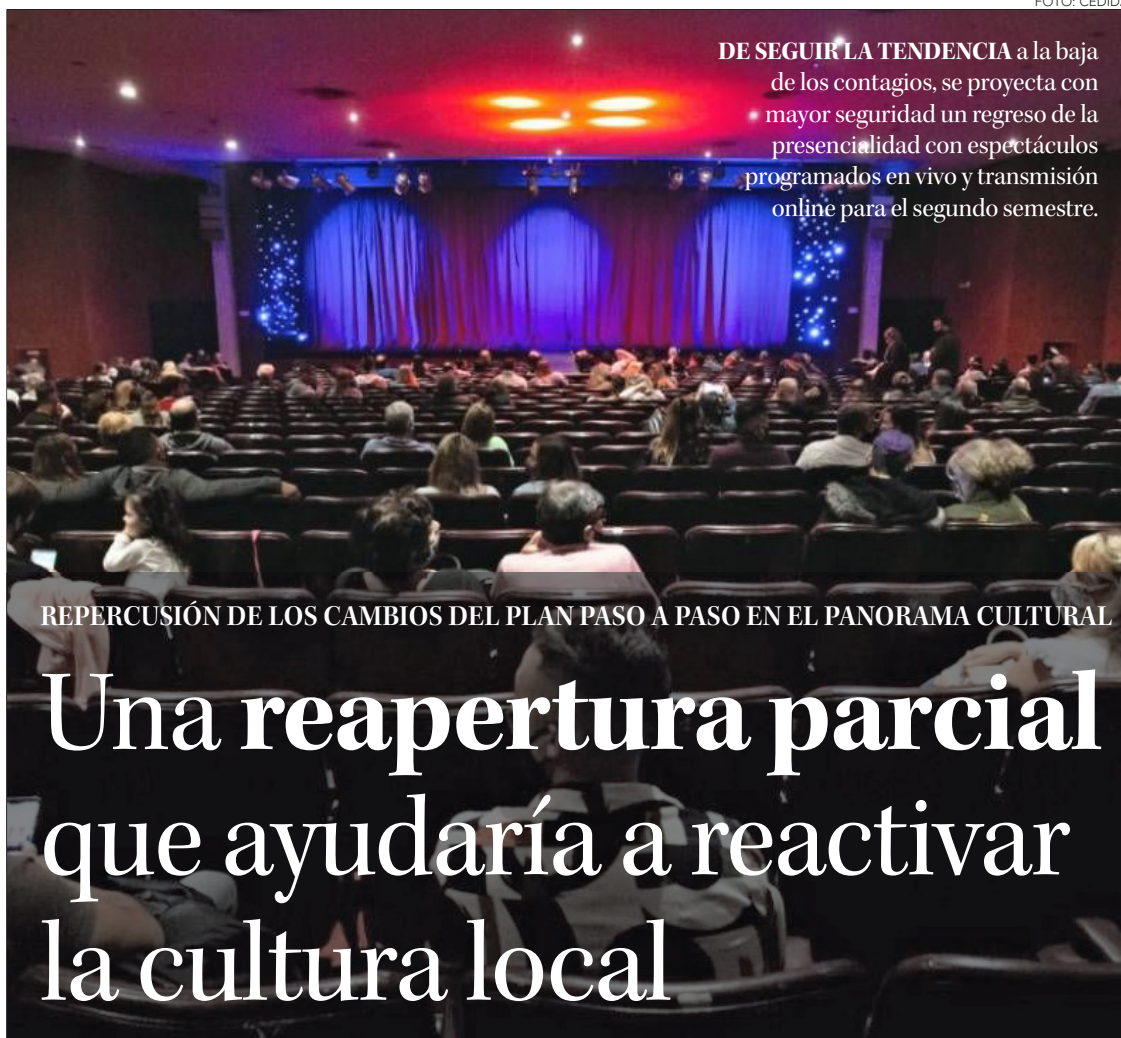 FOTO: CEDIDA
DE SEGUIR LA TENDENCIA a la baja
de los contagios, se proyecta con
mayor seguridad un regreso de la
presencialidad con espectáculos
programados en vivo y transmisión
online para el segundo semestre.
REPERCUSIÓN DE LOS CAMBIOS DEL PLAN PASO A PASO EN EL PANORAMA CULTURAL
Una reapertura parcial
que ayudaría a reactivar
la cultura local